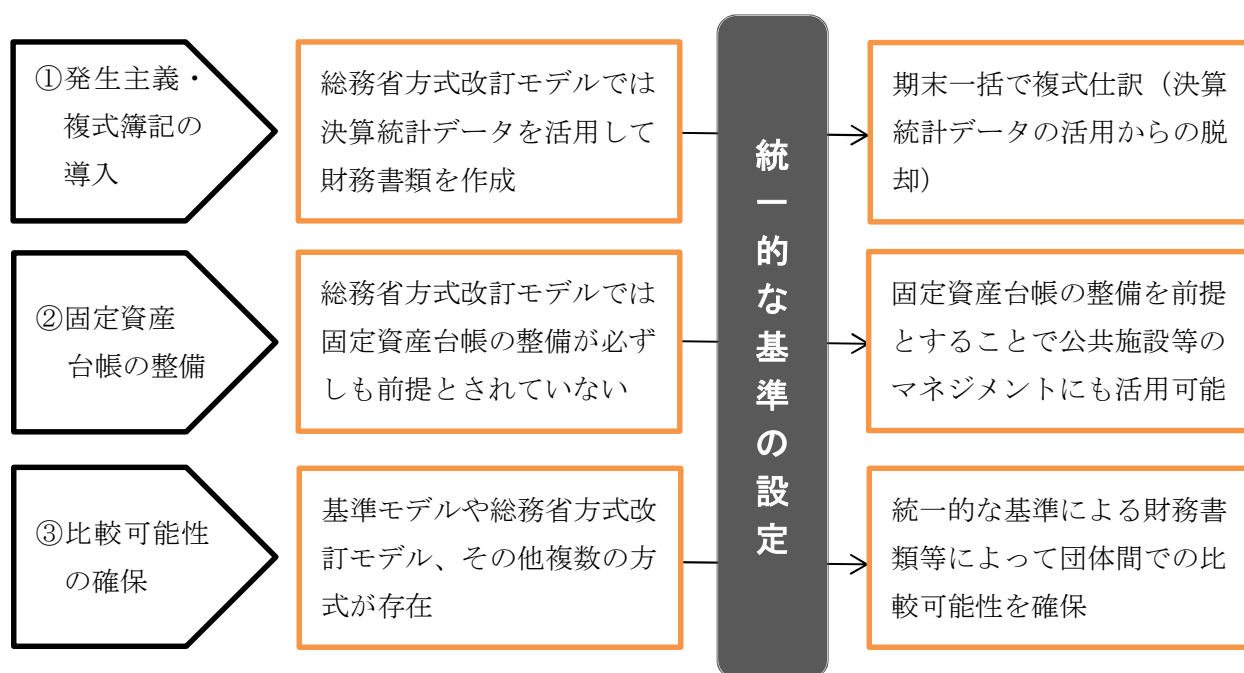 ①発生主義・
複式簿記の
導入
総務省方式改訂モデルでは
決算統計データを活用して
財務書類を作成
期末一括で複式仕訳（決算
統計データの活用からの脱
却）
②固定資産
台帳の整備
総務省方式改訂モデルでは
固定資産台帳の整備が必ず
しも前提とされていない
固定資産台帳の整備を前提
とすることで公共施設等の
マネジメントにも活用可能
③比較可能性
の確保
基準モデルや総務省方式改
訂モデル、その他複数の方
式が存在
統一的な基準による財務書
類等によって団体間での比
較可能性を確保
統一的な基準の設定